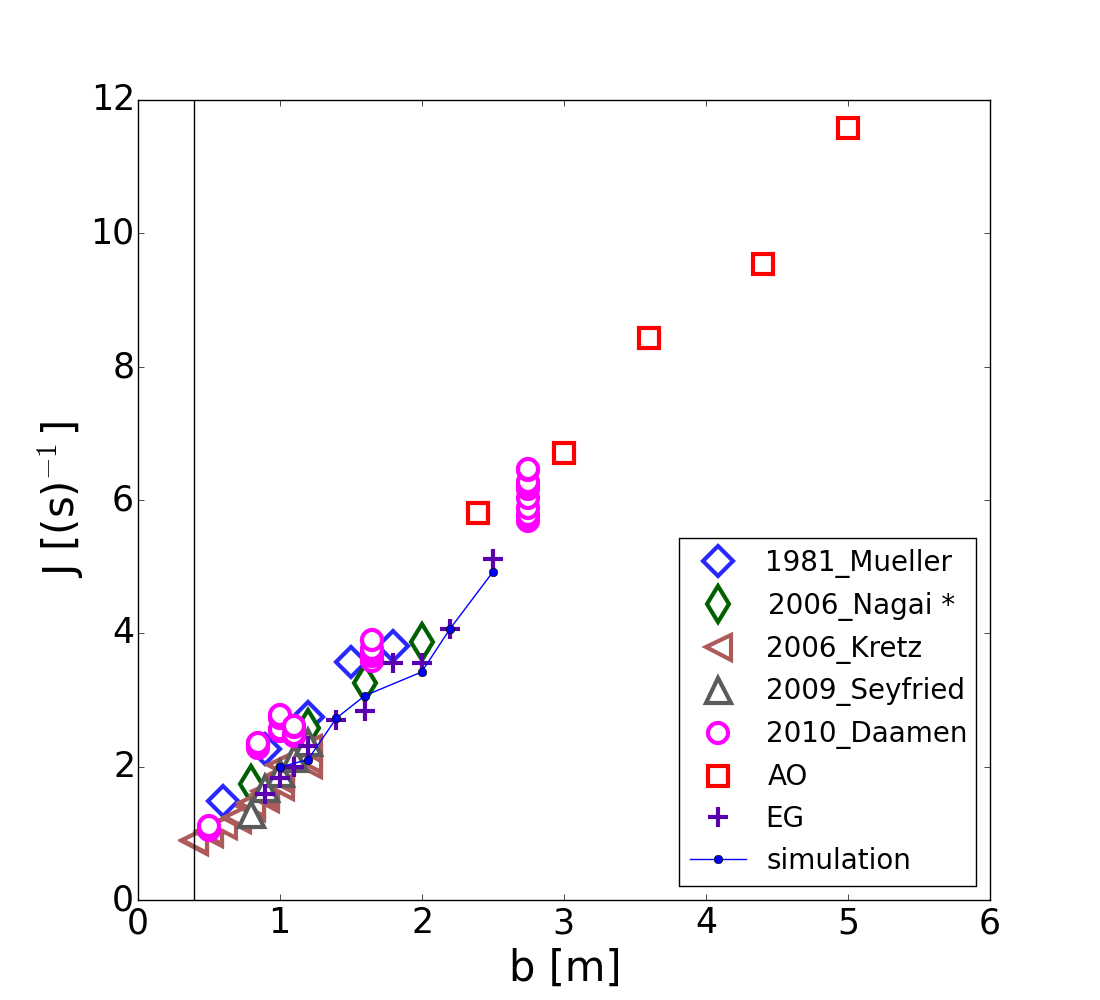 12
10
8
6
4
2
0
J [(s)⁻¹]
0 1 2 3 4 5 6
b [m]
1981_Mueller
2006_Nagai *
2006_Kretz
2009_Seyfried
2010_Daamen
AO
EG
simulation